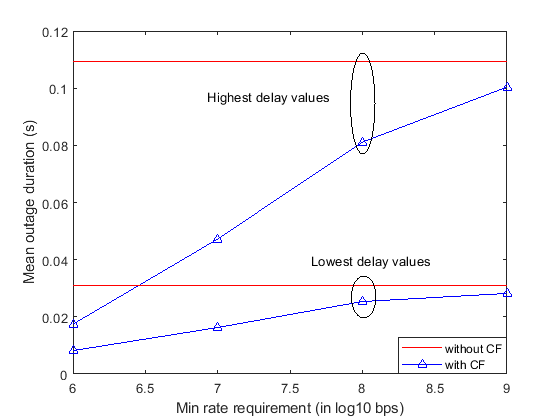 0.12
0.1
0.08
0.06
0.04
0.02
0
Mean outage duration (s)
Highest delay values
Lowest delay values
without CF
with CF
6 6.5 7 7.5 8 8.5 9
Min rate requirement (in log10 bps)